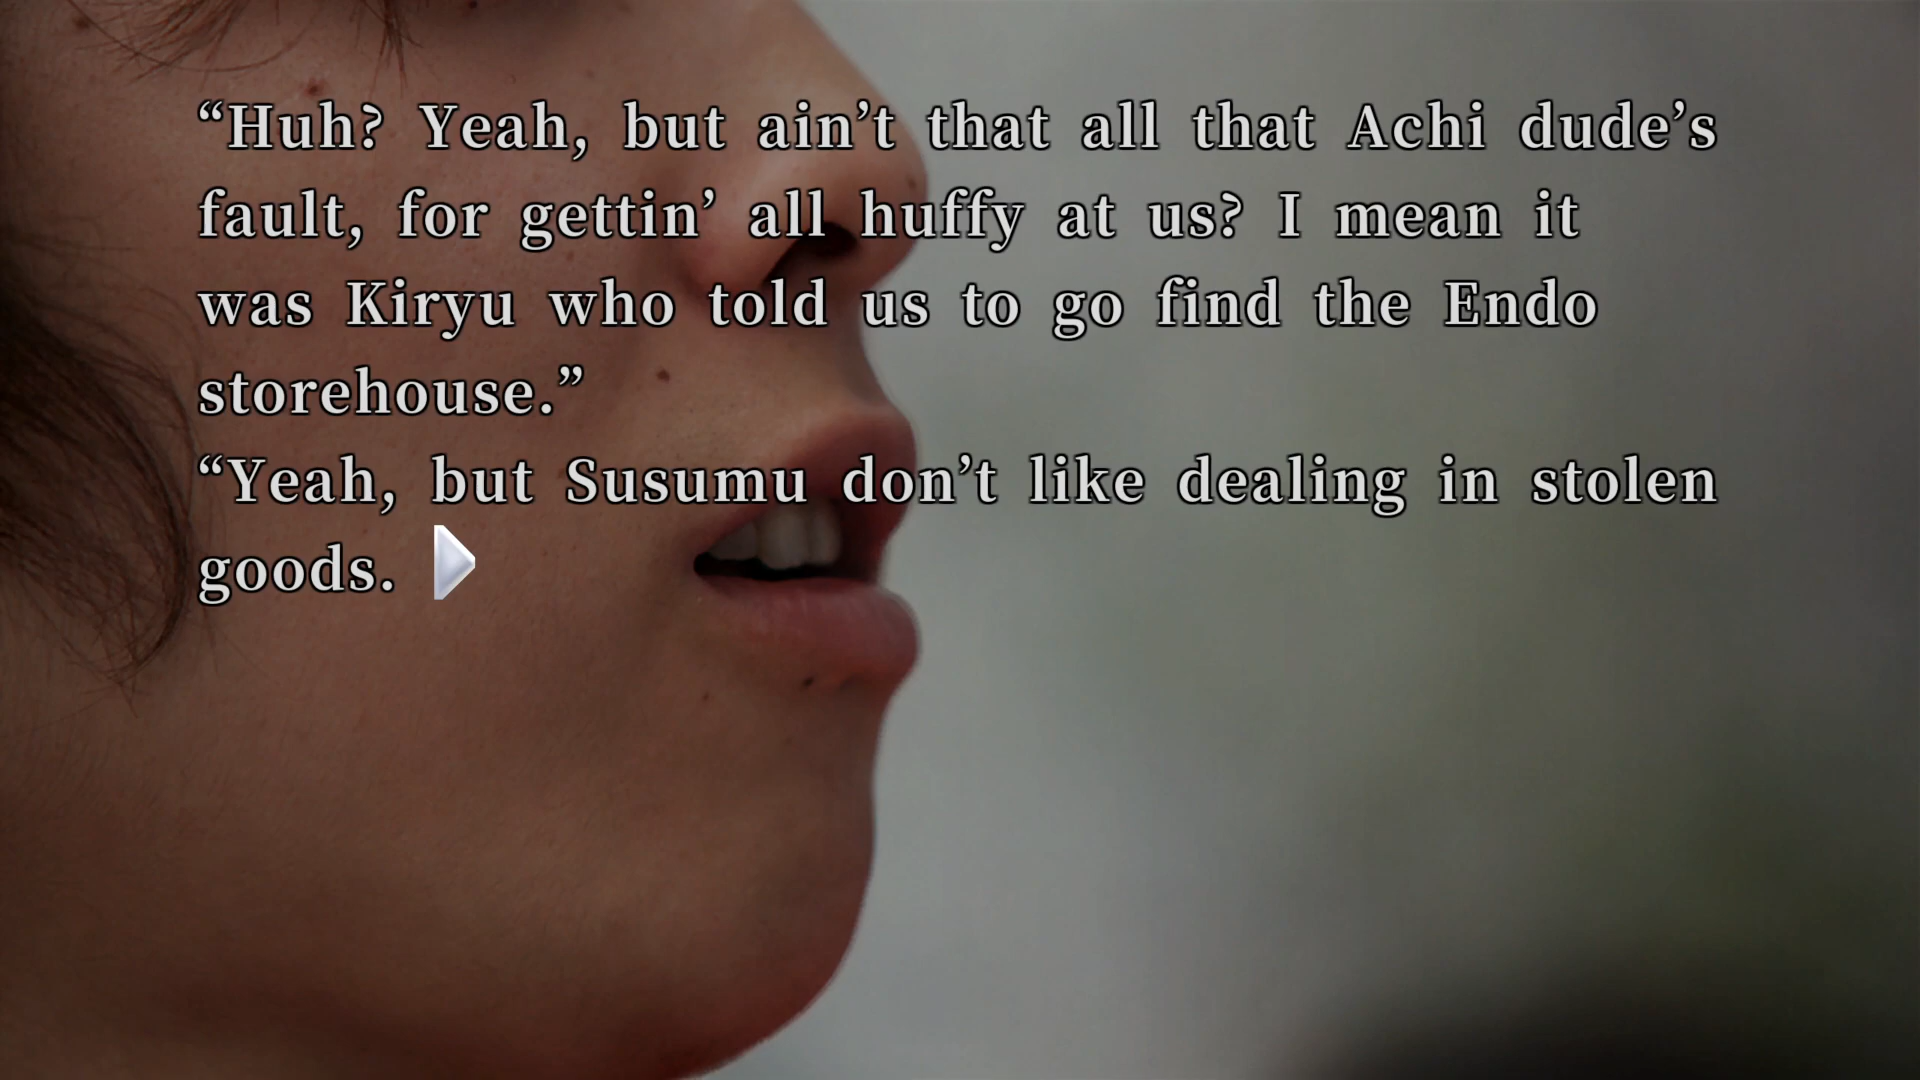 “Huh? Yeah, but ain’t that all that Achi dude’s
fault, for gettin’ all huffy at us? I mean it
was Kiryu who told us to go find the Endo
storehouse.”
“Yeah, but Susumu don’t like dealing in stolen
goods.